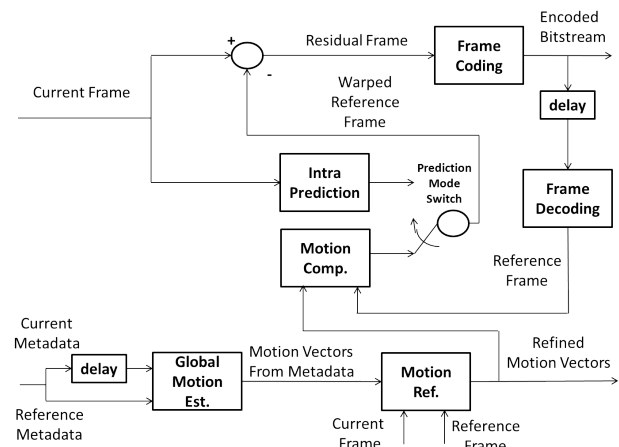 Encoded
Bitstream
+
Residual Frame
Frame
Coding
-
Current Frame
Warped
Reference
Frame
delay
Intra
Prediction
Prediction
Mode
Switch
Frame
Decoding
Motion
Comp.
Reference
Frame
Current
Metadata
delay
Global
Motion
Est.
Motion Vectors
From Metadata
Motion
Ref.
Refined
Motion Vectors
Reference
Metadata
Current
Frame
Reference
Frame